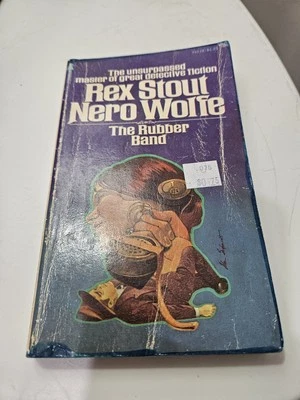 The unsurpassed
master of great detective fiction
Rex Stout
Nero Wolfe
The Rubber
Band